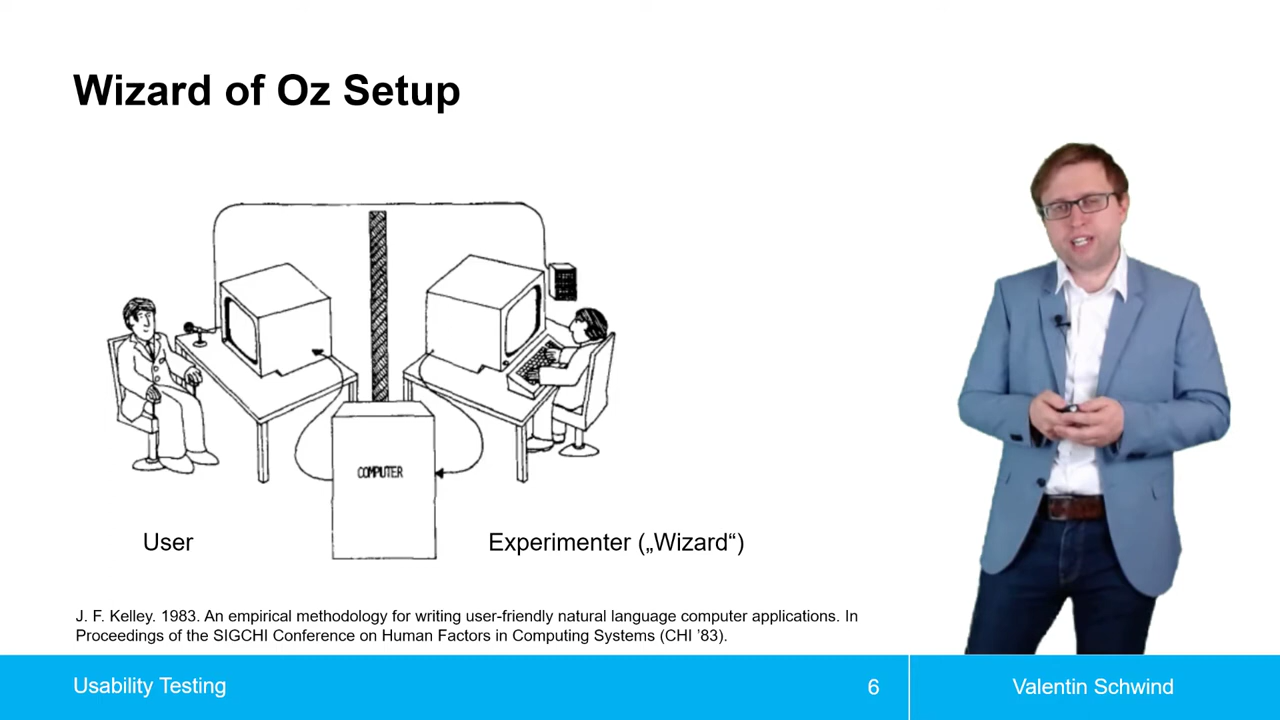 Wizard of Oz Setup
COMPUTER
User
Experimenter („Wizard“)
J. F. Kelley. 1983. An empirical methodology for writing user-friendly natural language computer applications. In
Proceedings of the SIGCHI Conference on Human Factors in Computing Systems (CHI ’83).
Usability Testing
6
Valentin Schwind